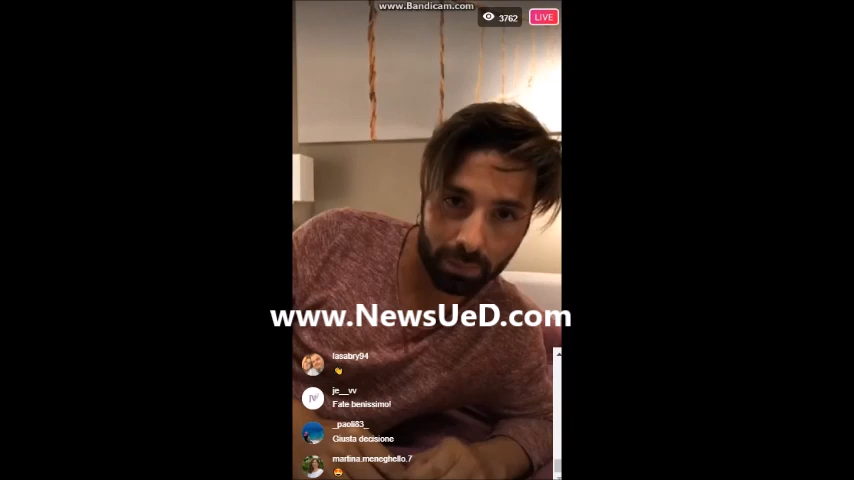 www.Bandicam.com
3762
LIVE
www.NewsUeD.com
lasabry94
je__vv
Fate benissimo!
_paoli83_
Giusta decisione
martina.meneghello.7